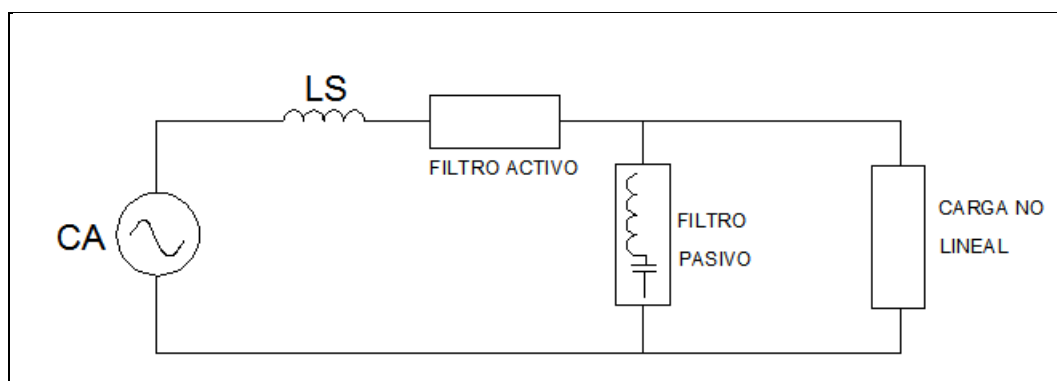 LS
FILTRO ACTIVO
CA
FILTRO
PASIVO
CARGA NO
LINEAL